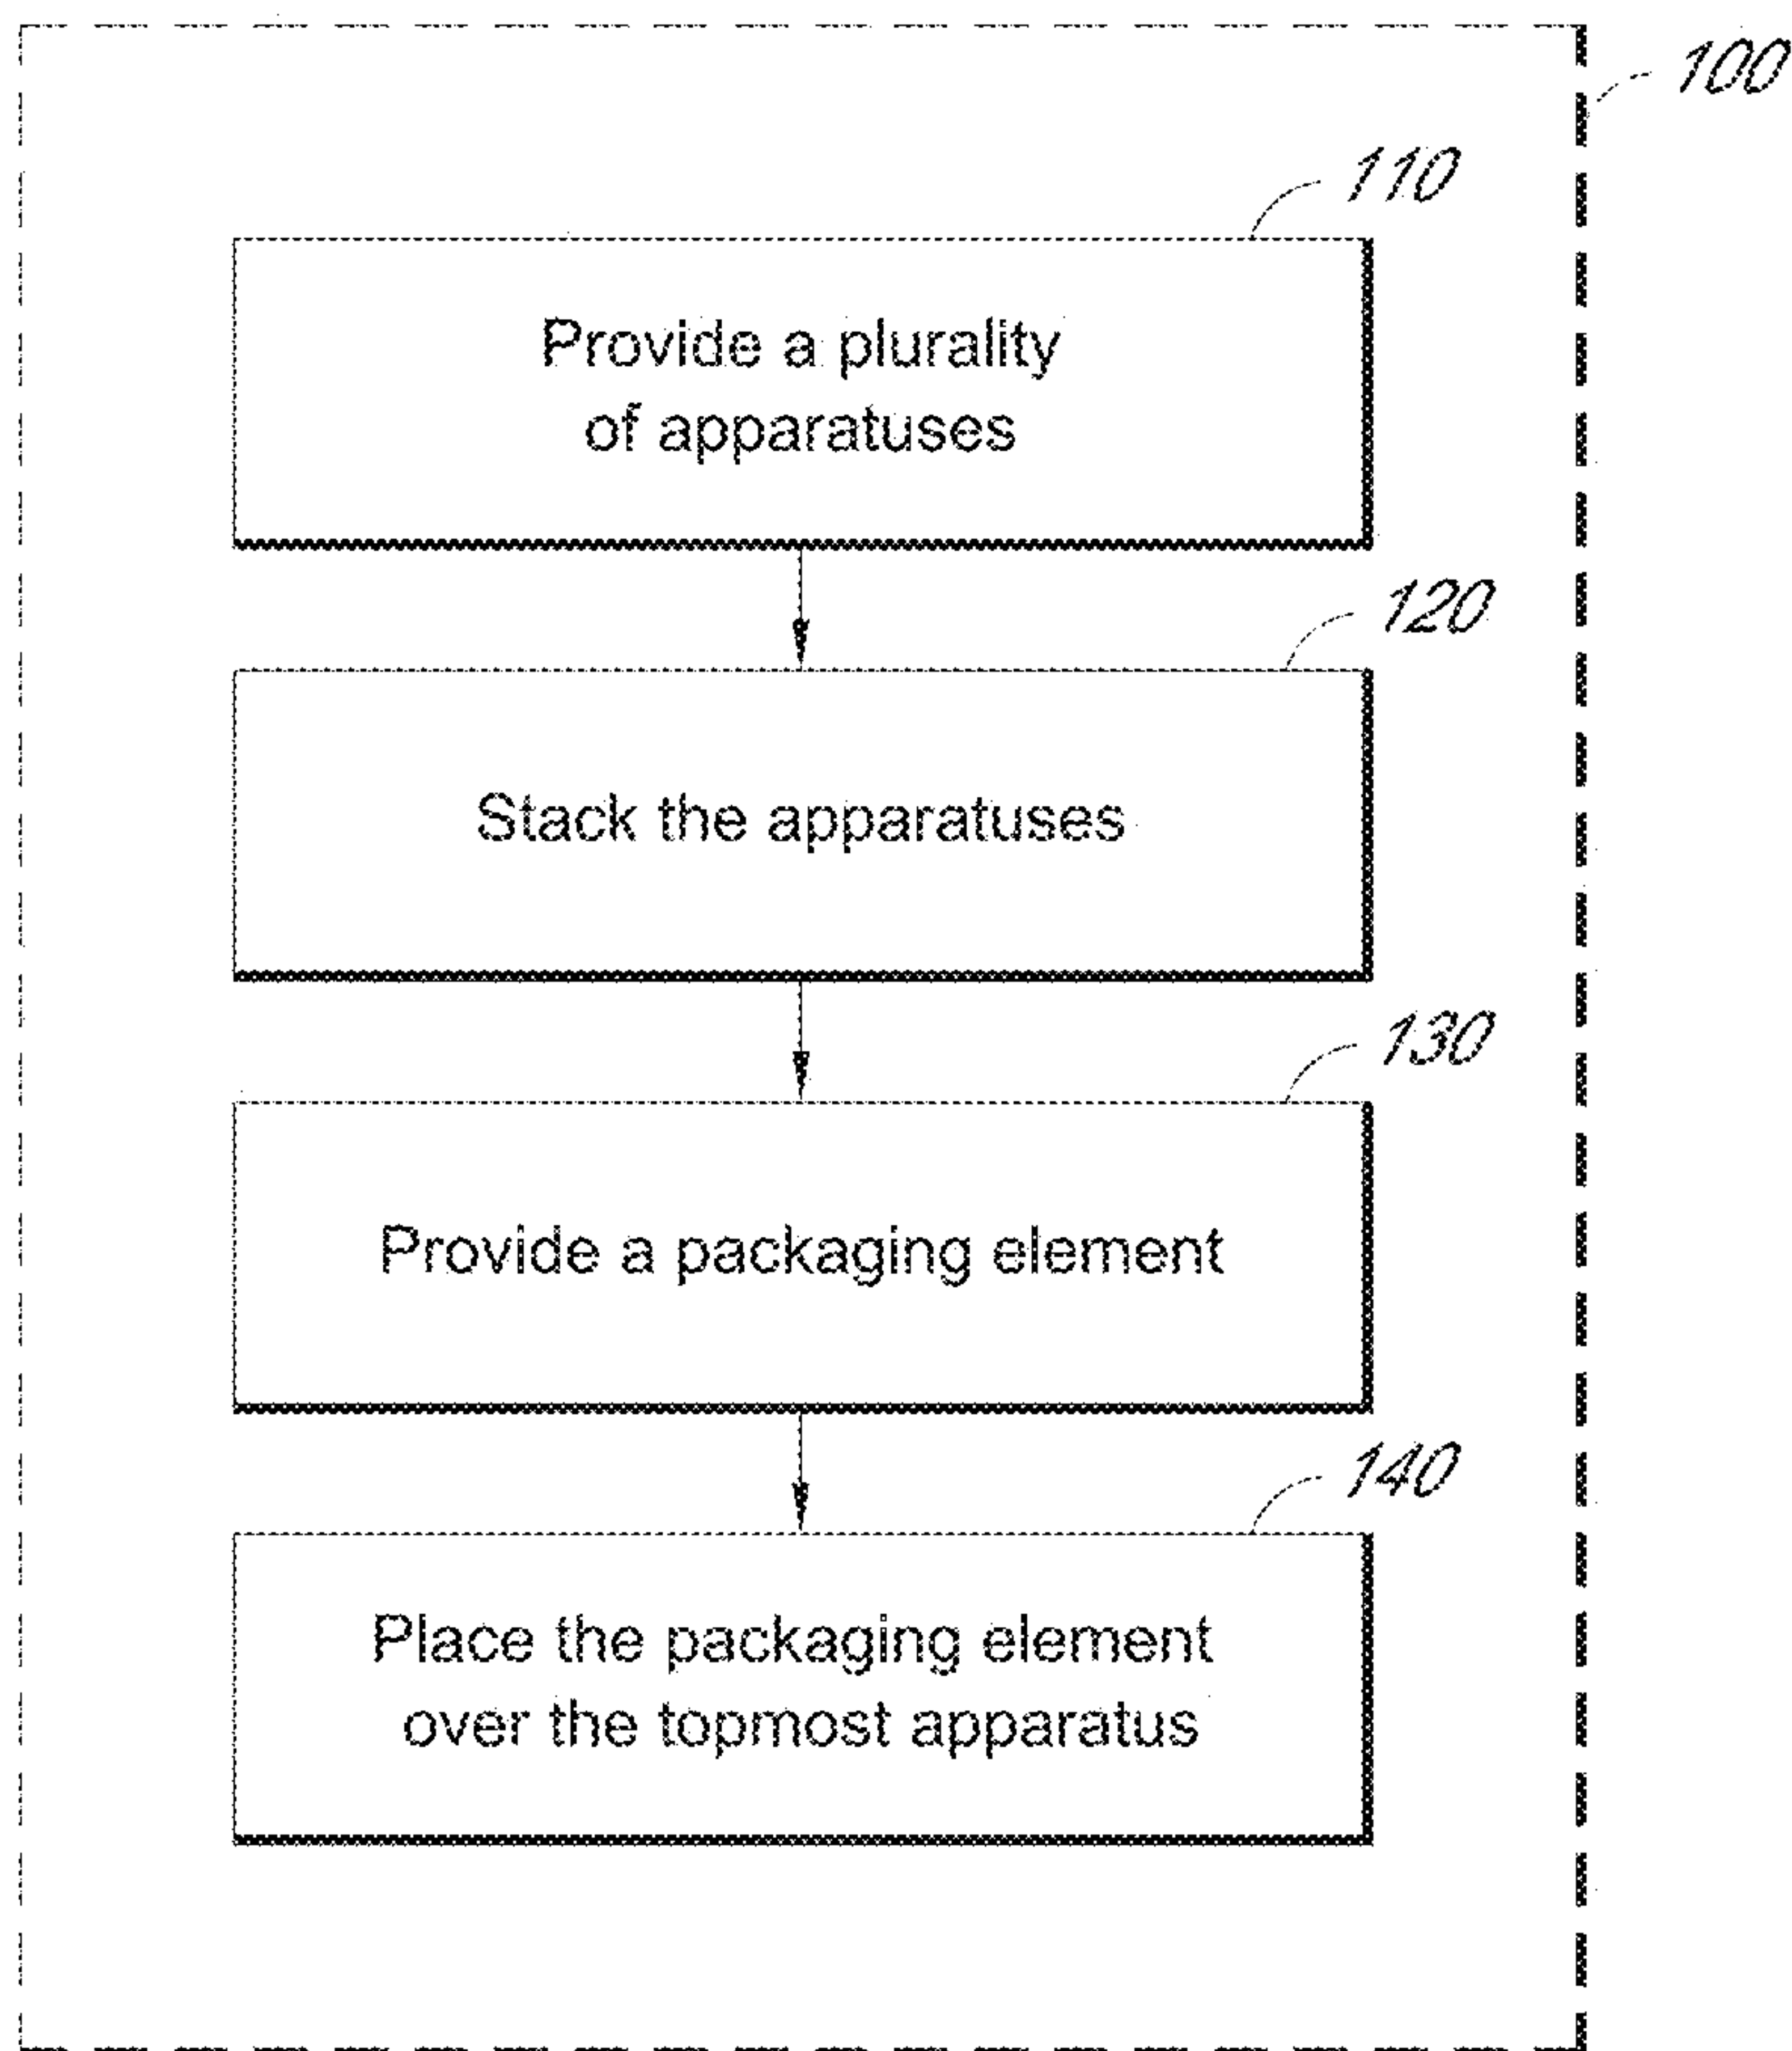 100
110
Provide a plurality
of apparatuses
120
Stack the apparatuses
130
Provide a packaging element
140
Place the packaging element
over the topmost apparatus